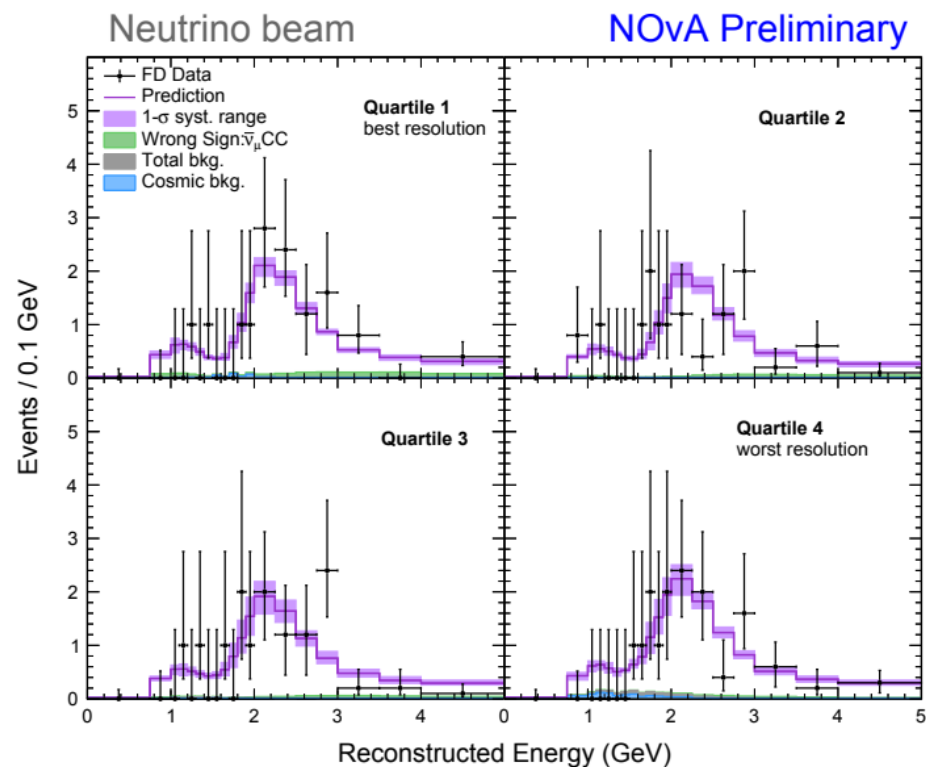 Neutrino beam
NOvA Preliminary
FD Data
Prediction
1-σ syst. range
Wrong Sign:ν̅μCC
Total bkg.
Cosmic bkg.
Quartile 1
best resolution
Quartile 2
Quartile 3
Quartile 4
worst resolution
Events / 0.1 GeV
5
4
3
2
1
0
5
4
3
2
1
0
0 1 2 3 4 0 1 2 3 4 5
Reconstructed Energy (GeV)